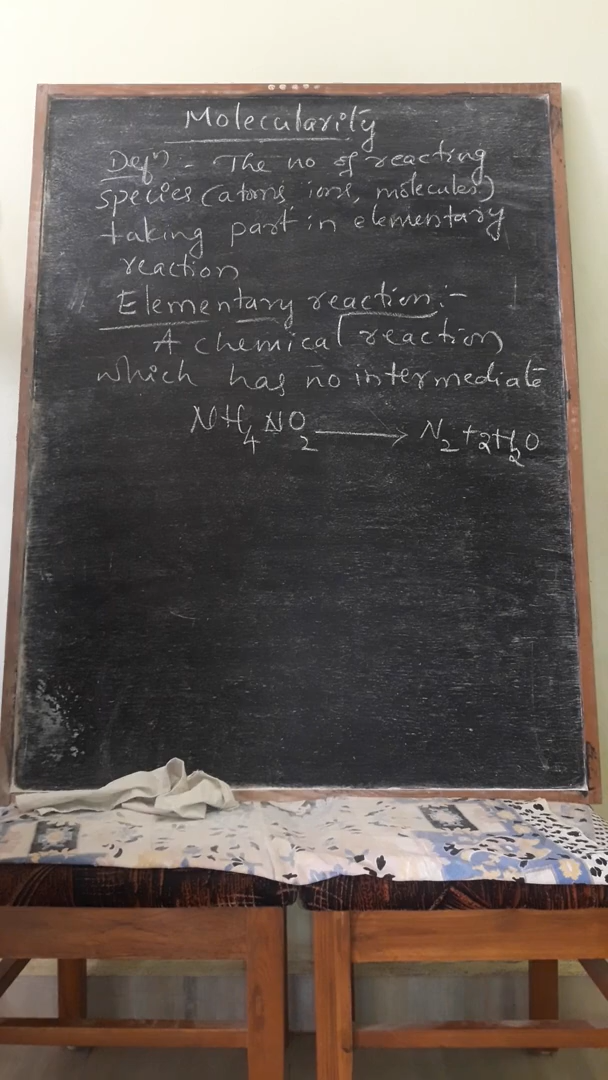 Molecularity
Defn) - The no of reacting
species (atoms, ions, molecules)
taking part in elementary
reaction
Elementary reaction :-
A chemical reaction
which has no intermediate
NH4NO2 → N2 + 2H2O